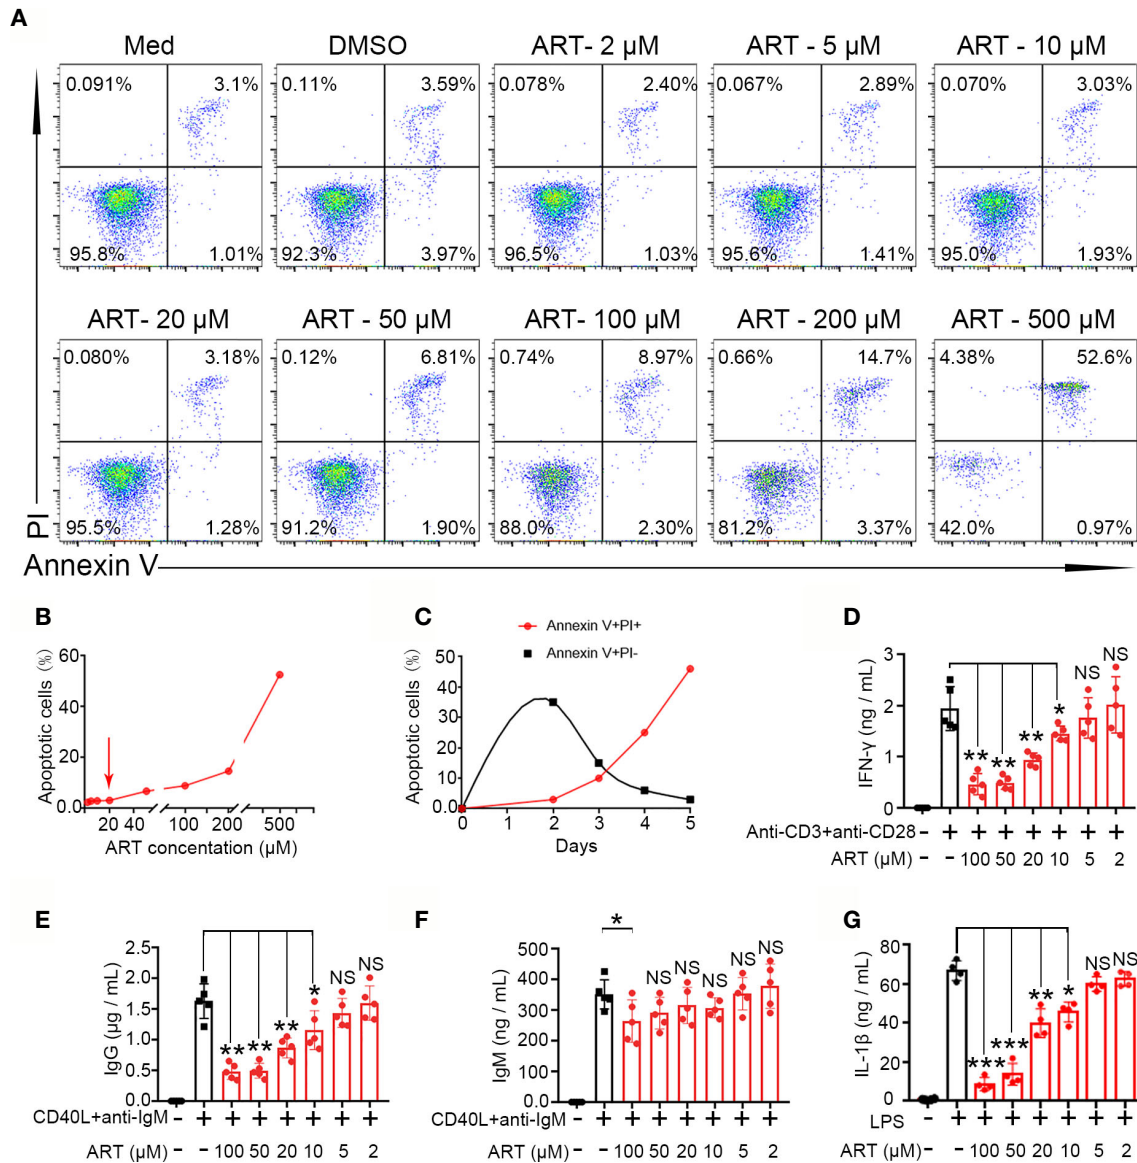 A
Med DMSO ART- 2 μM ART - 5 μM ART - 10 μM
0.091% 3.1% 0.11% 3.59% 0.078% 2.40% 0.067% 2.89% 0.070% 3.03%
95.8% 1.01% 92.3% 3.97% 96.5% 1.03% 95.6% 1.41% 95.0% 1.93%
ART- 20 μM ART - 50 μM ART- 100 μM ART - 200 μM ART - 500 μM
0.080% 3.18% 0.12% 6.81% 0.74% 8.97% 0.66% 14.7% 4.38% 52.6%
95.5% 1.28% 91.2% 1.90% 88.0% 2.30% 81.2% 3.37% 42.0% 0.97%
PI
Annexin V
B
Apoptotic cells (%)
60
40
20
0.0
20 40 100 200 500
ART concentation (μM)
C
Annexin V+PI+
Annexin V+PI-
Apoptotic cells (%)
50
40
30
20
10
0.0
0 1 2 3 4 5
Days
D
IFN-γ (ng / mL)
3
2
1
0
** ** ** * NS NS
Anti-CD3+anti-CD28 - + + + + + + +
ART (μM) - - 100 50 20 10 5 2
E
IgG (μg / mL)
2.5
2.0
1.5
1.0
0.5
0.0
** ** ** * NS NS
CD40L+anti-IgM - + + + + + + +
ART (μM) - - 100 50 20 10 5 2
F
IgM (ng / mL)
500
400
300
200
100
0
* NS NS NS NS NS
CD40L+anti-IgM - + + + + + + +
ART (μM) - - 100 50 20 10 5 2
G
IL-1β (ng / mL)
80
60
40
20
0
*** *** ** * NS NS
LPS - + + + + + + +
ART (μM) - - 100 50 20 10 5 2